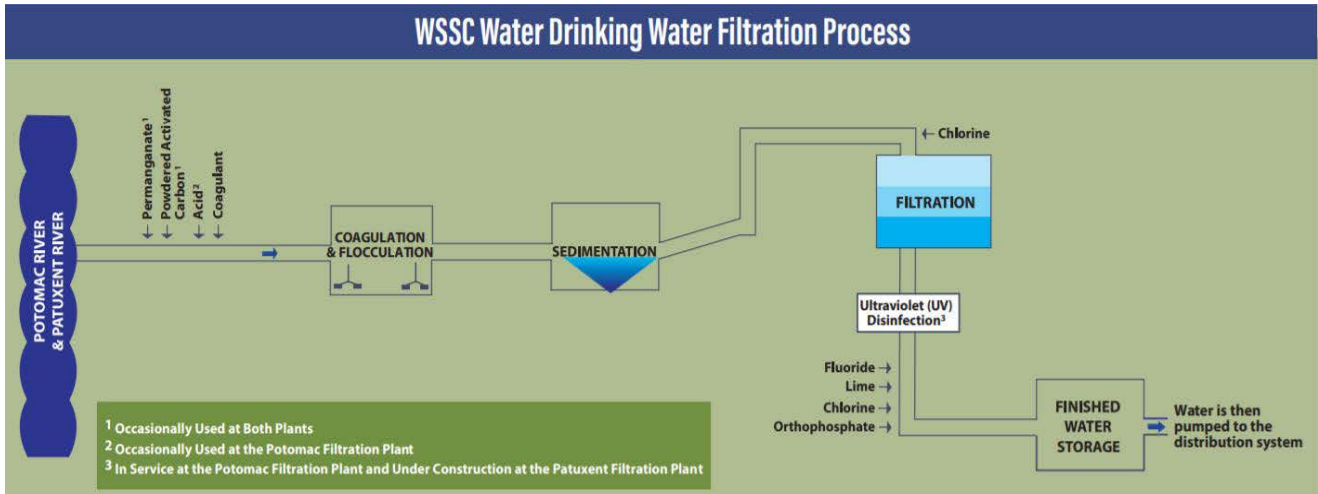 WSSC Water Drinking Water Filtration Process
POTOMAC RIVER
& PATUXENT RIVER
Permanganate¹
Powdered Activated
Carbon¹
Acid²
Coagulant
COAGULATION
& FLOCCULATION
SEDIMENTATION
Chlorine
FILTRATION
Ultraviolet (UV)
Disinfection³
Fluoride
Lime
Chlorine
Orthophosphate
FINISHED
WATER
STORAGE
Water is then
pumped to the
distribution system
¹ Occasionally Used at Both Plants
² Occasionally Used at the Potomac Filtration Plant
³ In Service at the Potomac Filtration Plant and Under Construction at the Patuxent Filtration Plant